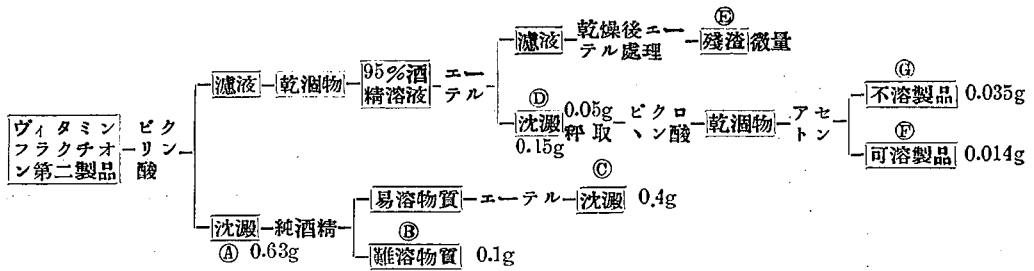 ヴィタミン
フラクチオ
ン第二製品
ピク
リン
酸
濾液
乾涸物
95%酒
精溶液
エー
テル
濾液
乾燥後エー
テル處理
Ⓔ
殘渣 微量
Ⓓ
沈澱
0.15g
0.05g
秤取
ピクロ
ロン酸
乾涸物
アセ
トン
Ⓖ
不溶製品 0.035g
Ⓕ
可溶製品 0.014g
沈澱
Ⓐ 0.63g
純酒精
易溶物質
エーテル
Ⓒ
沈澱 0.4g
Ⓑ
難溶物質 0.1g